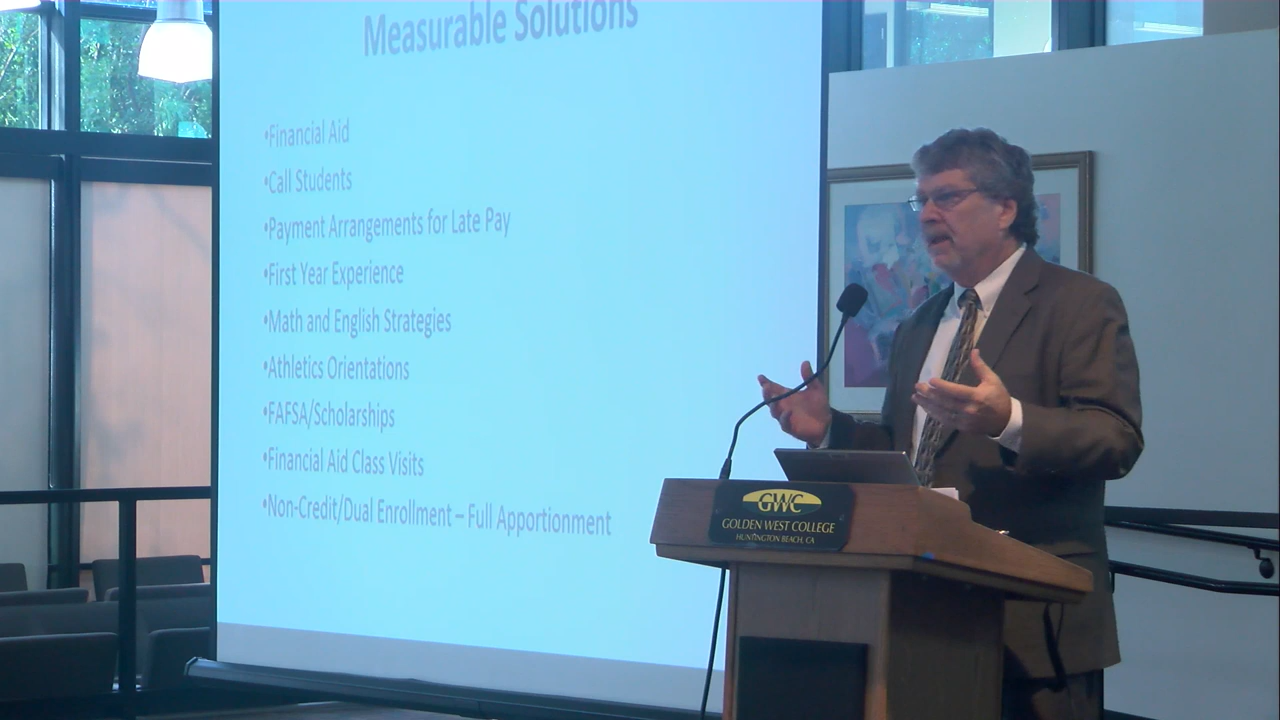 Measurable Solutions
•Financial Aid
•Call Students
•Payment Arrangements for Late Pay
•First Year Experience
•Math and English Strategies
•Athletics Orientations
•FAFSA/Scholarships
•Financial Aid Class Visits
•Non-Credit/Dual Enrollment – Full Apportionment
GWC
GOLDEN WEST COLLEGE
HUNTINGTON BEACH, CA